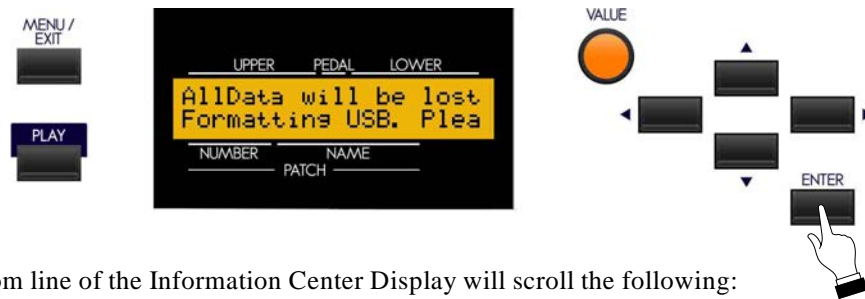 MENU /
EXIT
PLAY
UPPER PEDAL LOWER
AllData will be lost
Formatting USB. Plea
NUMBER NAME
PATCH
VALUE
ENTER
om line of the Information Center Display will scroll the following: